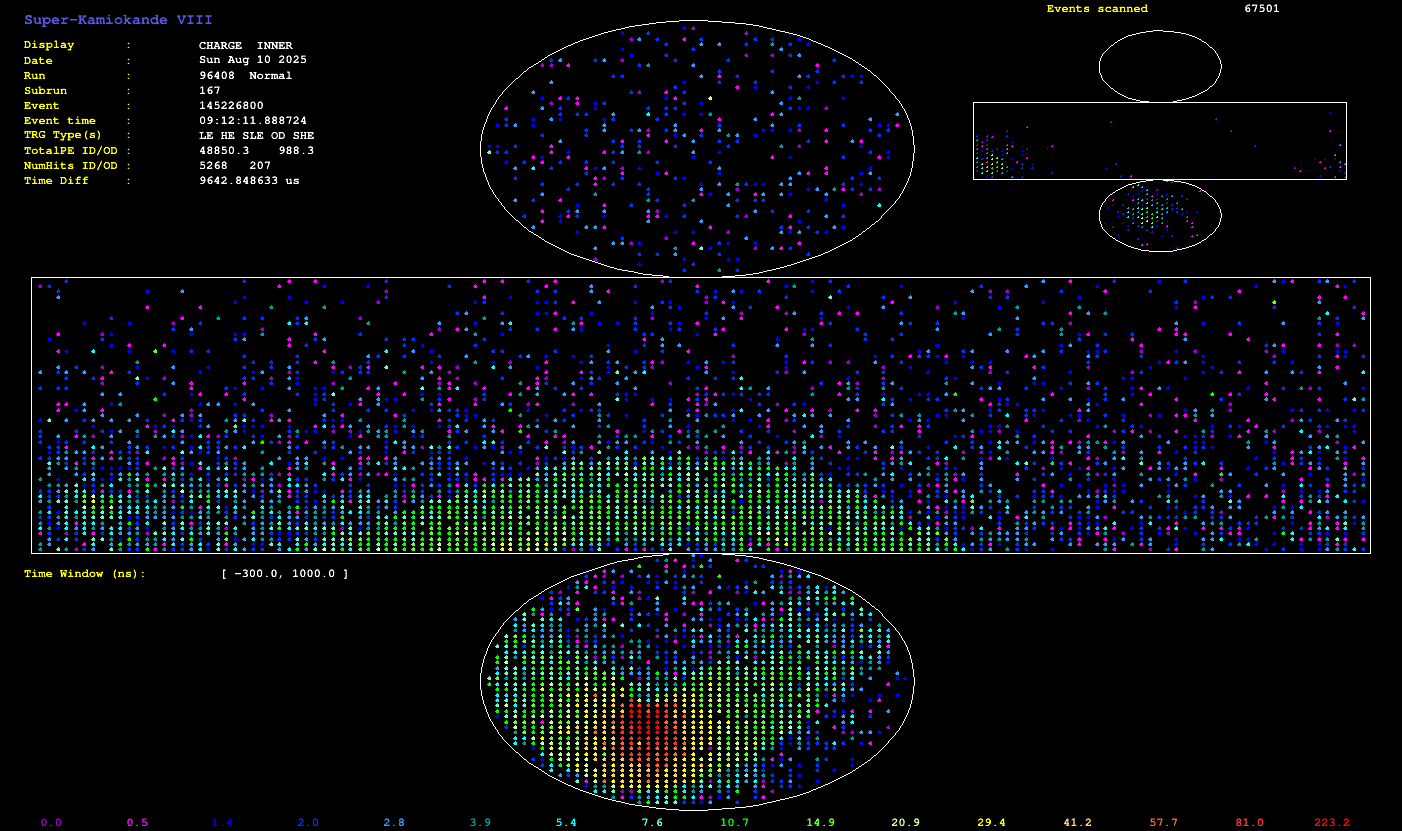 Super-Kamiokande VIII
Events scanned 67501
Display : CHARGE INNER
Date : Sun Aug 10 2025
Run : 96408 Normal
Subrun : 167
Event : 145226800
Event time : 09:12:11.888724
TRG Type(s) : LE HE SLE OD SHE
TotalPE ID/OD : 48850.3 988.3
NumHits ID/OD : 5268 207
Time Diff : 9642.848633 us
Time Window (ns): [ -300.0, 1000.0 ]
0.0 0.5 1.4 2.0 2.8 3.9 5.4 7.6 10.7 14.9 20.9 29.4 41.2 57.7 81.0 223.2